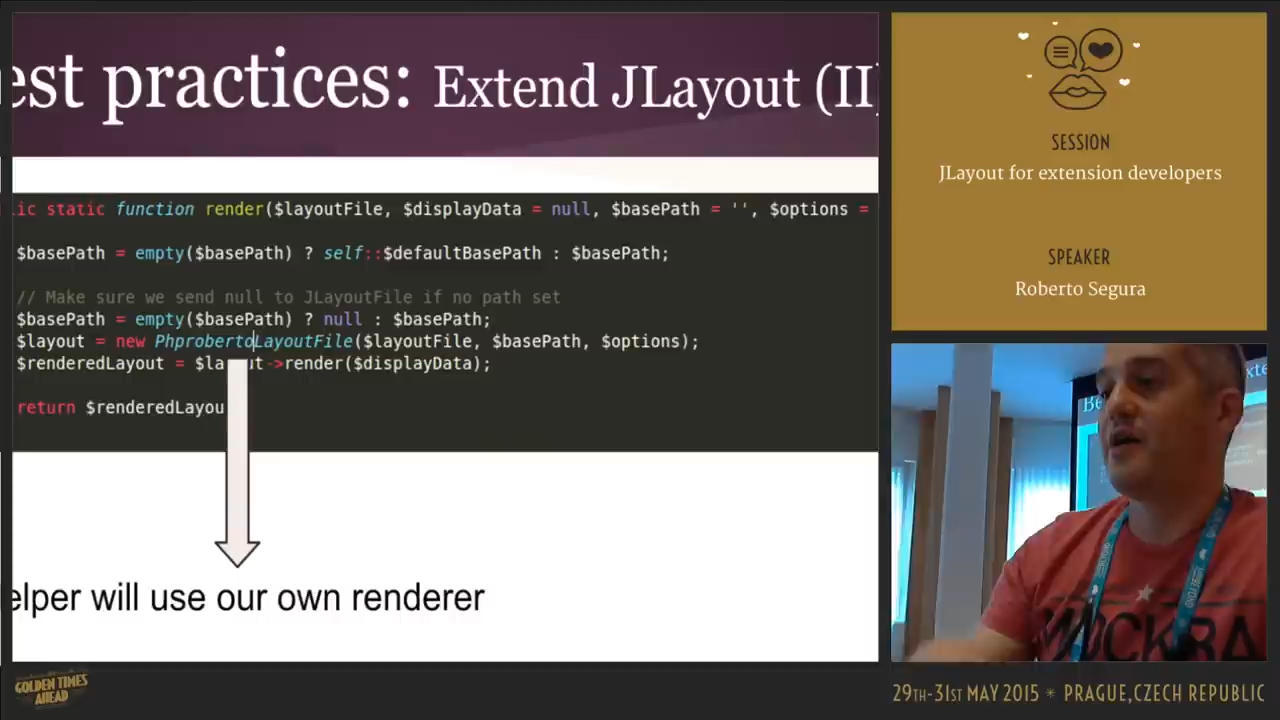 est practices: Extend JLayout (II)
lic static function render($layoutFile, $displayData = null, $basePath = '', $options =
$basePath = empty($basePath) ? self::$defaultBasePath : $basePath;
// Make sure we send null to JLayoutFile if no path set
$basePath = empty($basePath) ? null : $basePath;
$layout = new PhprobertoLayoutFile($layoutFile, $basePath, $options);
$renderedLayout = $layout->render($displayData);
return $renderedLayou
elper will use our own renderer
SESSION
JLayout for extension developers
SPEAKER
Roberto Segura
GOLDEN TIMES
AHEAD
29TH-31ST MAY 2015 * PRAGUE, CZECH REPUBLIC